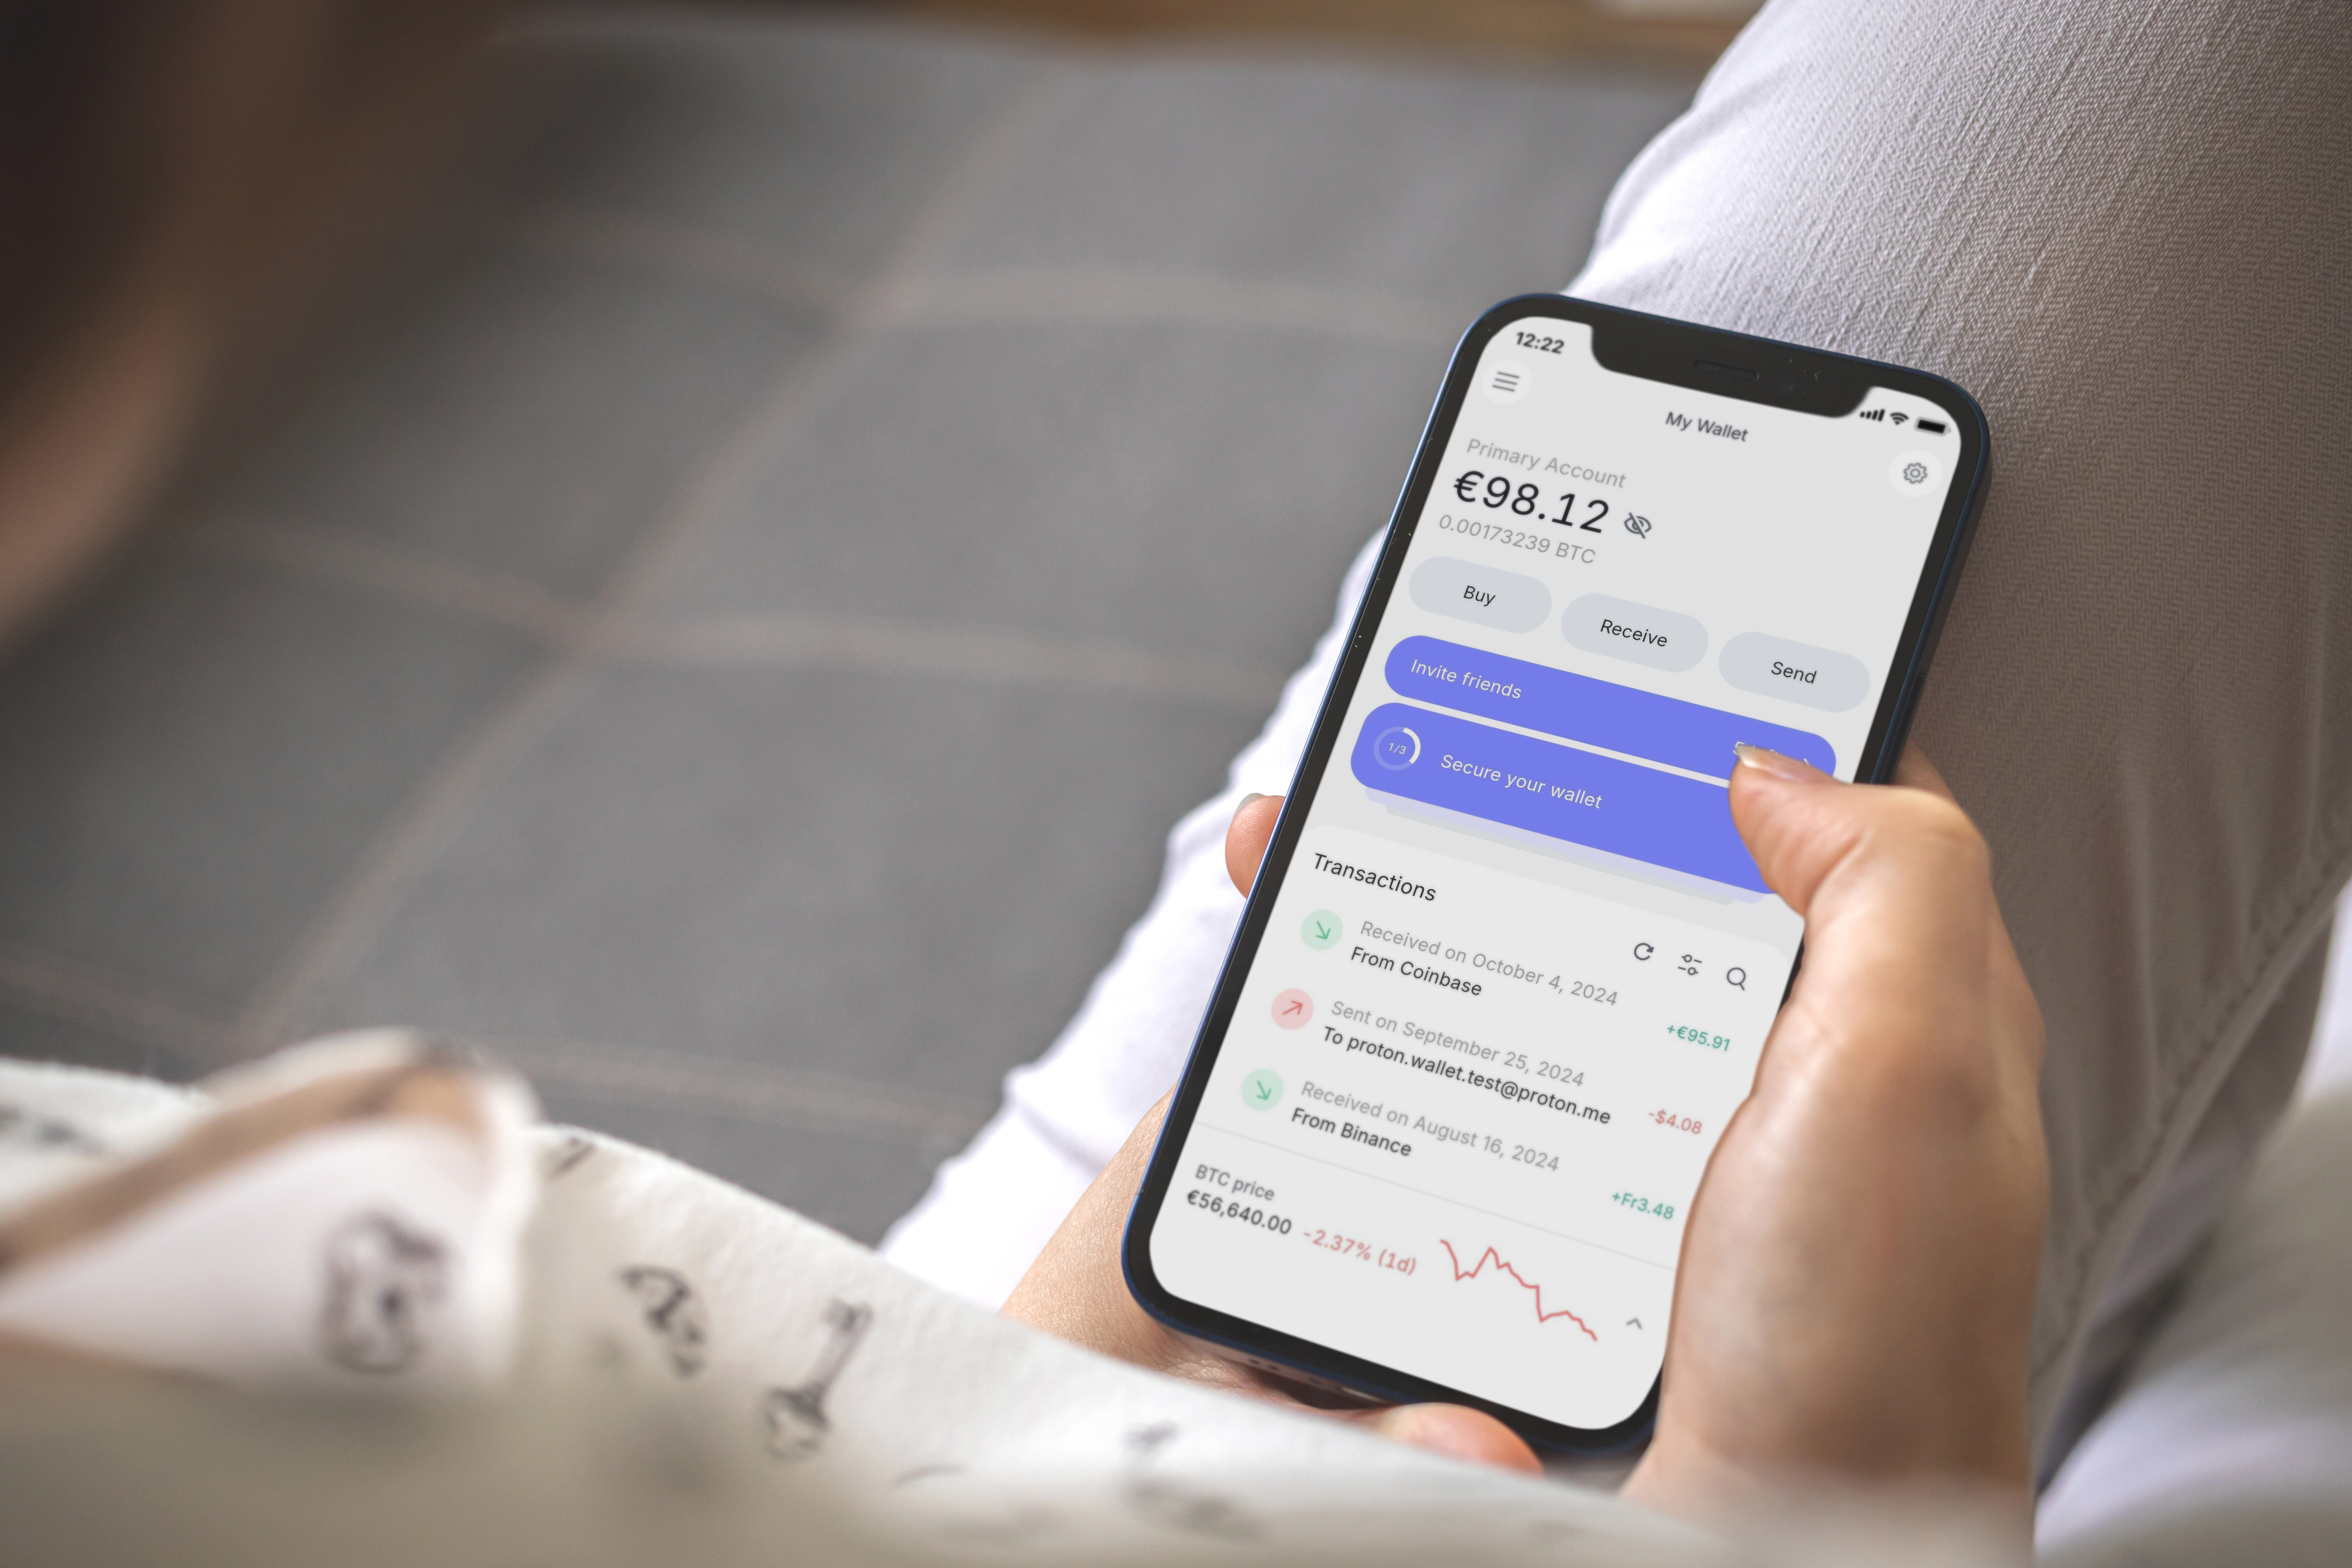 12:22
My Wallet
Primary Account
€98.12
0.00173239 BTC
Buy
Receive
Send
Invite friends
1/3
Secure your wallet
Transactions
Received on October 4, 2024
From Coinbase
+€95.91
Sent on September 25, 2024
To proton.wallet.test@proton.me
-$4.08
Received on August 16, 2024
From Binance
+Fr3.48
BTC price
€56,640.00 -2.37% (1d)